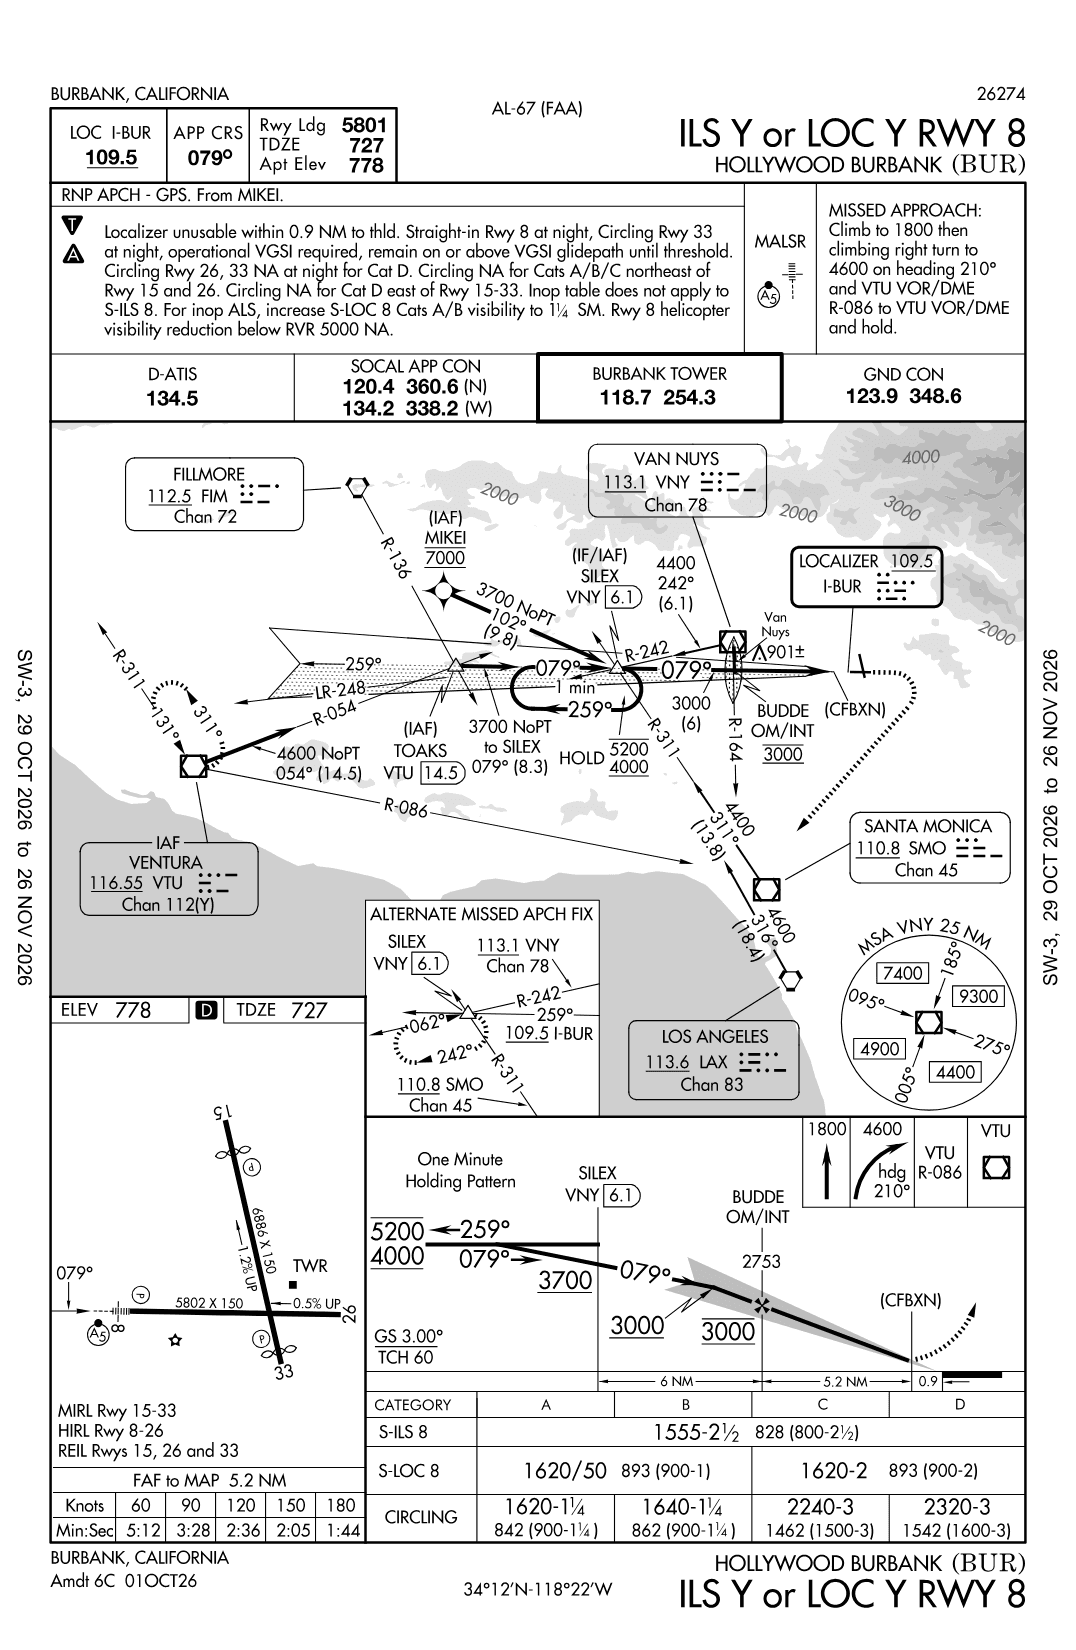 BURBANK, CALIFORNIA
AL-67 (FAA)
26274
LOC I-BUR
109.5
APP CRS
079°
Rwy Ldg 5801
TDZE 727
Apt Elev 778
ILS Y or LOC Y RWY 8
HOLLYWOOD BURBANK (BUR)
RNP APCH - GPS. From MIKEI.
T
A
Localizer unusable within 0.9 NM to thld. Straight-in Rwy 8 at night, Circling Rwy 33
at night, operational VGSI required, remain on or above VGSI glidepath until threshold.
Circling Rwy 26, 33 NA at night for Cat D. Circling NA for Cats A/B/C northeast of
Rwy 15 and 26. Circling NA for Cat D east of Rwy 15-33. Inop table does not apply to
S-ILS 8. For inop ALS, increase S-LOC 8 Cats A/B visibility to 1¼ SM. Rwy 8 helicopter
visibility reduction below RVR 5000 NA.
MALSR
A5
MISSED APPROACH:
Climb to 1800 then
climbing right turn to
4600 on heading 210°
and VTU VOR/DME
R-086 to VTU VOR/DME
and hold.
D-ATIS
134.5
SOCAL APP CON
120.4 360.6 (N)
134.2 338.2 (W)
BURBANK TOWER
118.7 254.3
GND CON
123.9 348.6
FILLMORE
112.5 FIM
Chan 72
VAN NUYS
113.1 VNY
Chan 78
2000
2000
3000
4000
2000
LOCALIZER 109.5
I-BUR
(IAF)
MIKEI
7000
R-136
3700 NoPT
102°
(9.8)
(IF/IAF)
SILEX
VNY 6.1
4400
242°
(6.1)
R-242
Van
Nuys
901±
259°
LR-248
R-054
079°
1 min
259°
079°
3000
(6)
(CFBXN)
BUDDE
OM/INT
3000
R-311
131°
311°
4600 NoPT
054° (14.5)
(IAF)
TOAKS
VTU 14.5
3700 NoPT
to SILEX
079° (8.3)
HOLD 5200
4000
R-311
R-164
R-086
4400
311°
(13.8)
SANTA MONICA
110.8 SMO
Chan 45
4600
316°
(18.4)
IAF
VENTURA
116.55 VTU
Chan 112(Y)
LOS ANGELES
113.6 LAX
Chan 83
ALTERNATE MISSED APCH FIX
SILEX
VNY 6.1
113.1 VNY
Chan 78
R-242
259°
109.5 I-BUR
062°
242°
R-311
110.8 SMO
Chan 45
MSA VNY 25 NM
7400
185°
095°
9300
4900
275°
4400
005°
SW-3, 29 OCT 2026 to 26 NOV 2026
SW-3, 29 OCT 2026 to 26 NOV 2026
ELEV 778
D
TDZE 727
15
P
6886 X 150
1.2% UP
TWR
079°
P
5802 X 150
0.5% UP
26
8
A5
P
33
MIRL Rwy 15-33
HIRL Rwy 8-26
REIL Rwys 15, 26 and 33
FAF to MAP 5.2 NM
Knots 60 90 120 150 180
Min:Sec 5:12 3:28 2:36 2:05 1:44
One Minute
Holding Pattern
SILEX
VNY 6.1
BUDDE
OM/INT
1800
4600
hdg
210°
VTU
R-086
VTU
5200
4000
259°
079°
3700
079°
2753
3000
3000
(CFBXN)
GS 3.00°
TCH 60
6 NM
5.2 NM
0.9
CATEGORY A B C D
S-ILS 8 1555-2½ 828 (800-2½)
S-LOC 8 1620/50 893 (900-1) 1620-2 893 (900-2)
CIRCLING
1620-1¼ 1640-1¼ 2240-3 2320-3
842 (900-1¼) 862 (900-1¼) 1462 (1500-3) 1542 (1600-3)
BURBANK, CALIFORNIA
Amdt 6C 01OCT26
34°12'N-118°22'W
HOLLYWOOD BURBANK (BUR)
ILS Y or LOC Y RWY 8